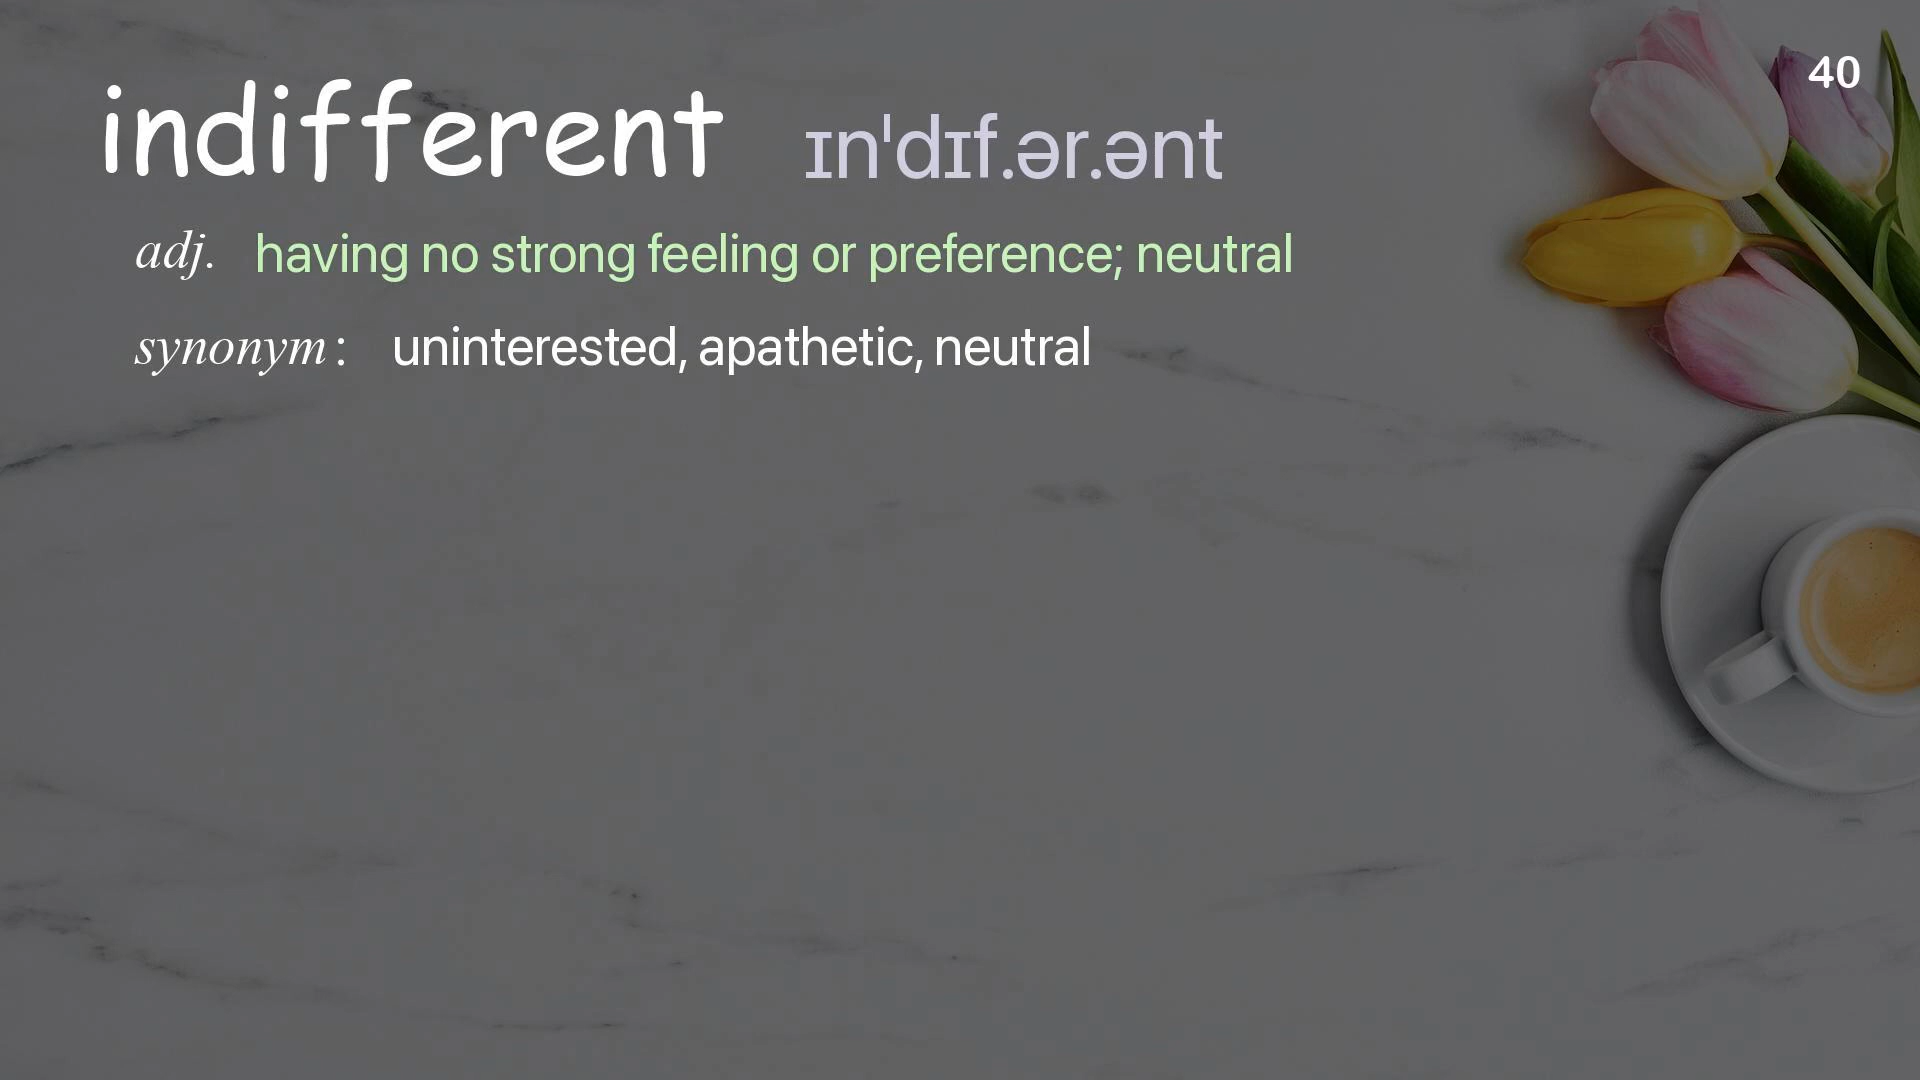 40
indifferent ɪnˈdɪf.ər.ənt
adj. having no strong feeling or preference; neutral
synonym: uninterested, apathetic, neutral